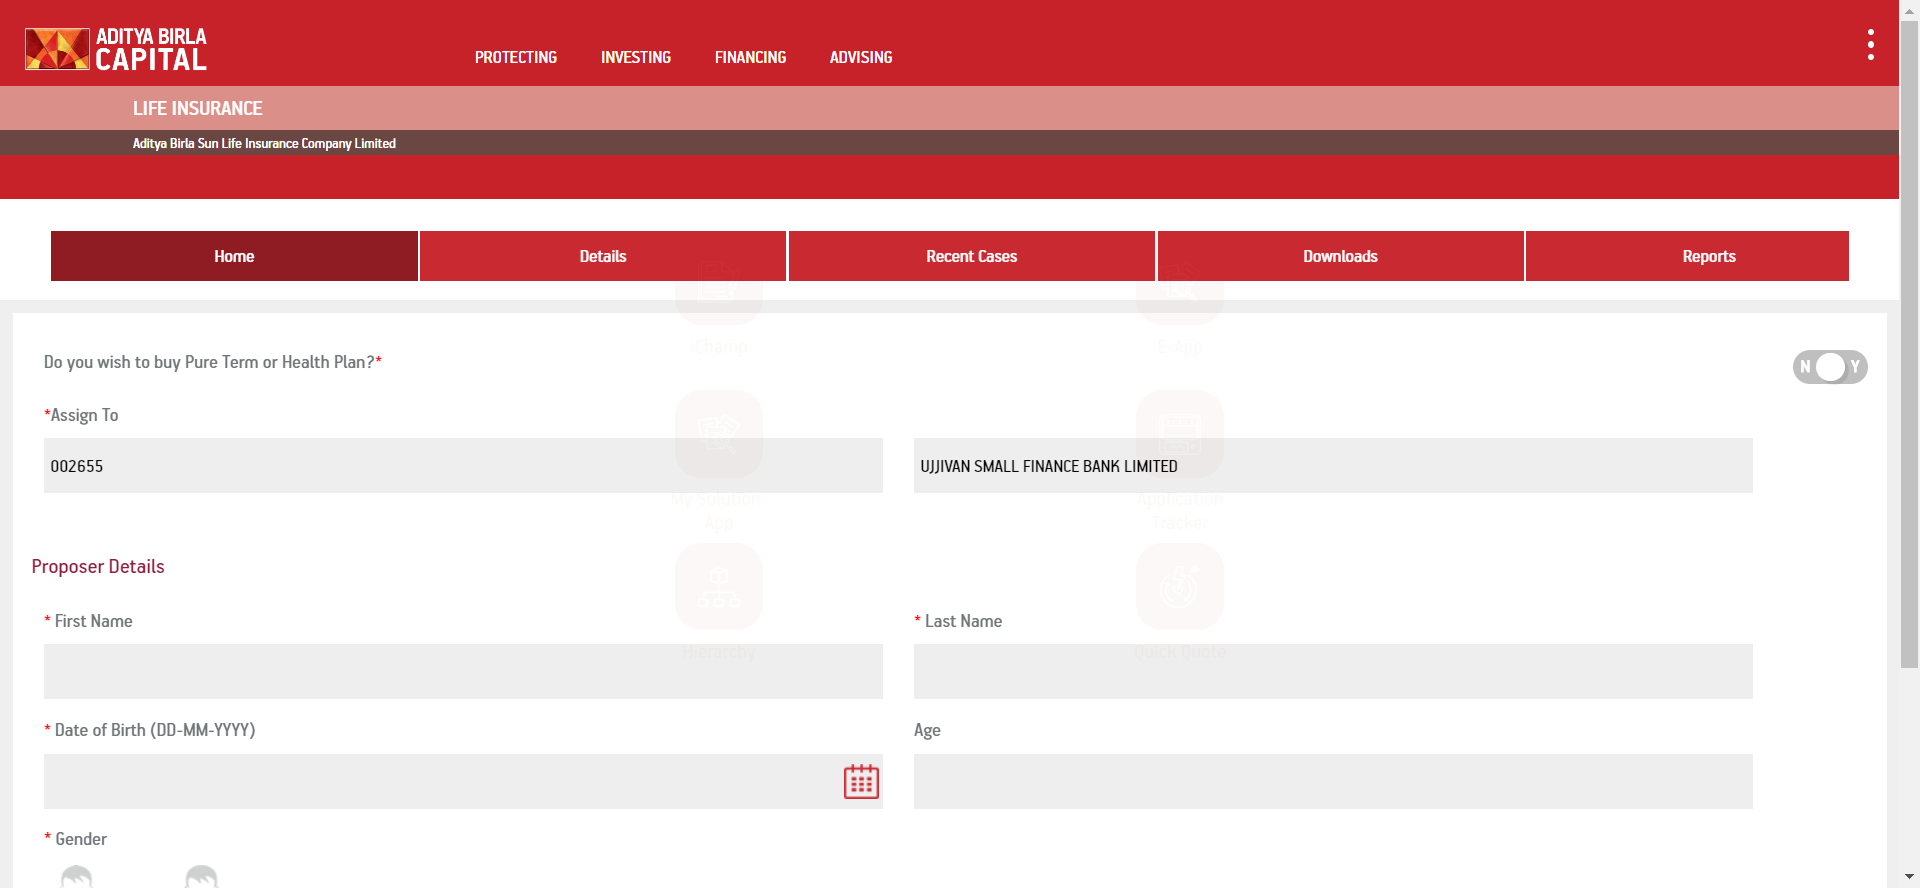 ADITYA BIRLA
CAPITAL
PROTECTING INVESTING FINANCING ADVISING
LIFE INSURANCE
Aditya Birla Sun Life Insurance Company Limited
Home Details Recent Cases Downloads Reports
iChamp E-App
Do you wish to buy Pure Term or Health Plan?*
N Y
*Assign To
002655 UJJIVAN SMALL FINANCE BANK LIMITED
My Solution- Application
App Tracker
Proposer Details
* First Name * Last Name
Hierarchy Quick Quote
* Date of Birth (DD-MM-YYYY) Age
* Gender